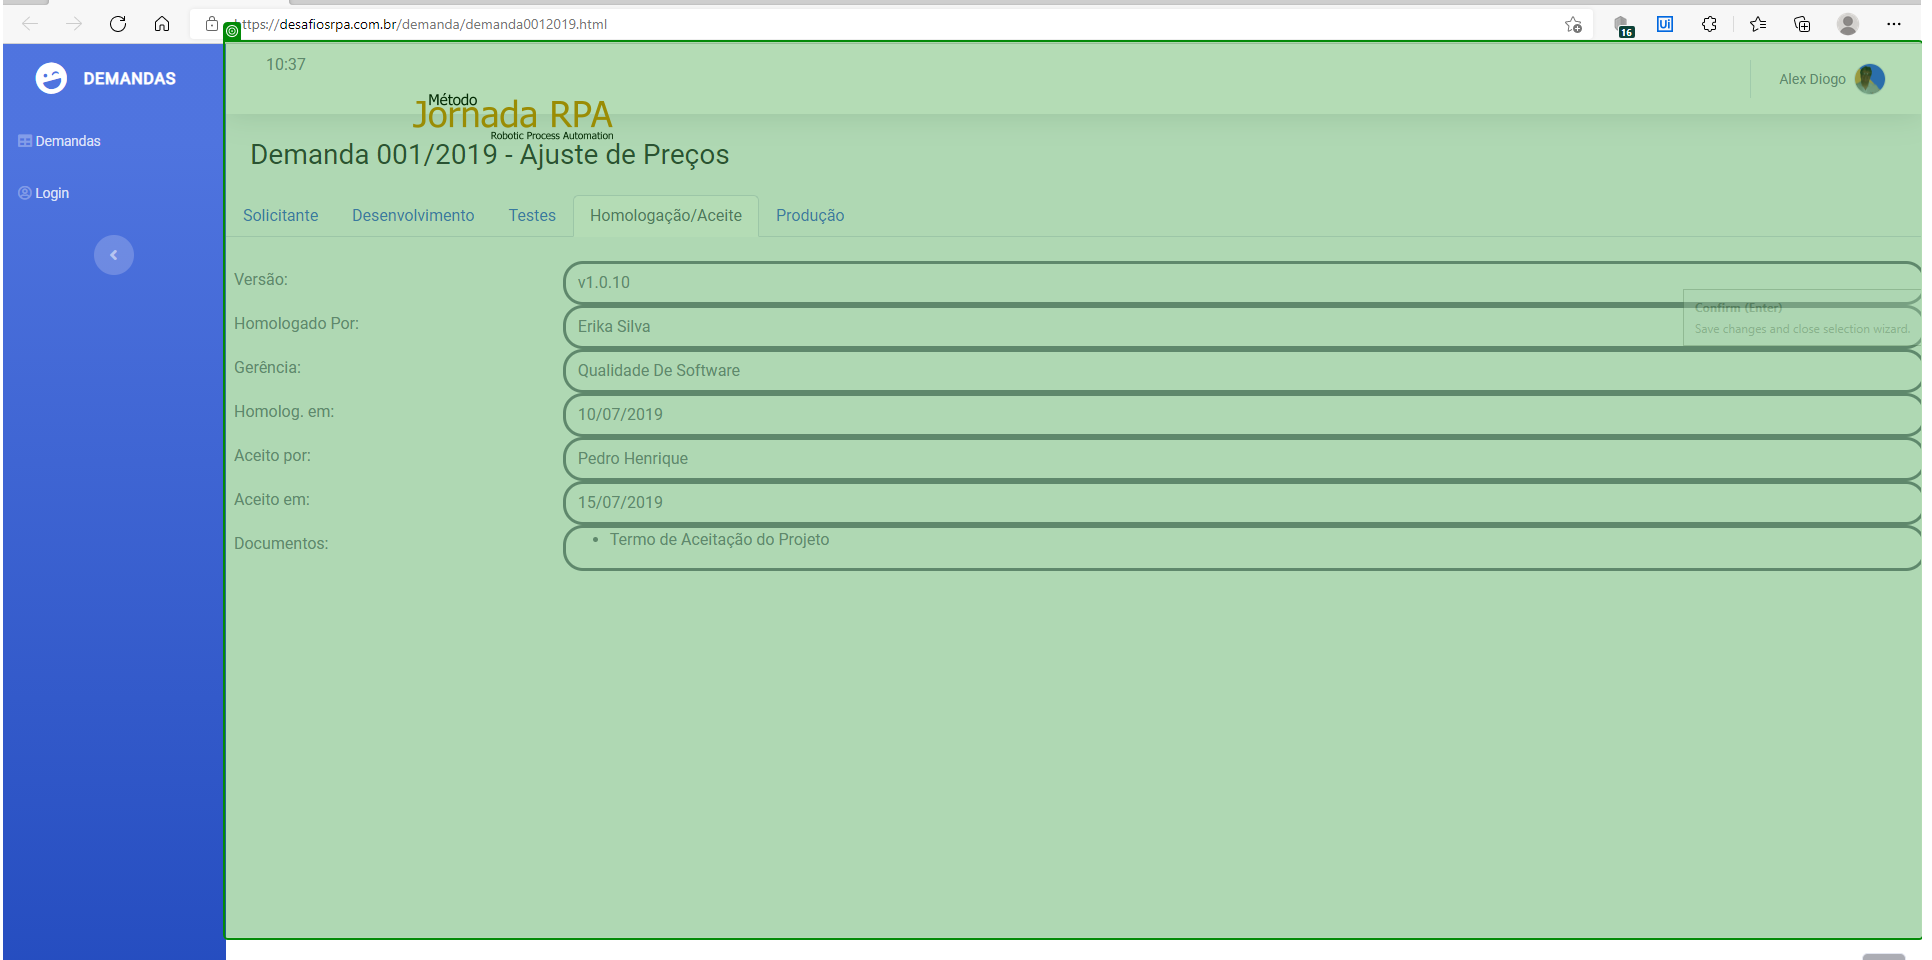 https://desafiosrpa.com.br/demanda/demanda0012019.html
16
Ui
DEMANDAS
Demandas
Login
10:37
Alex Diogo
Método
Jornada RPA
Robotic Process Automation
Demanda 001/2019 - Ajuste de Preços
Solicitante Desenvolvimento Testes Homologação/Aceite Produção
Versão: v1.0.10
Confirm (Enter)
Save changes and close selection wizard.
Homologado Por: Erika Silva
Gerência: Qualidade De Software
Homolog. em: 10/07/2019
Aceito por: Pedro Henrique
Aceito em: 15/07/2019
Documentos: • Termo de Aceitação do Projeto